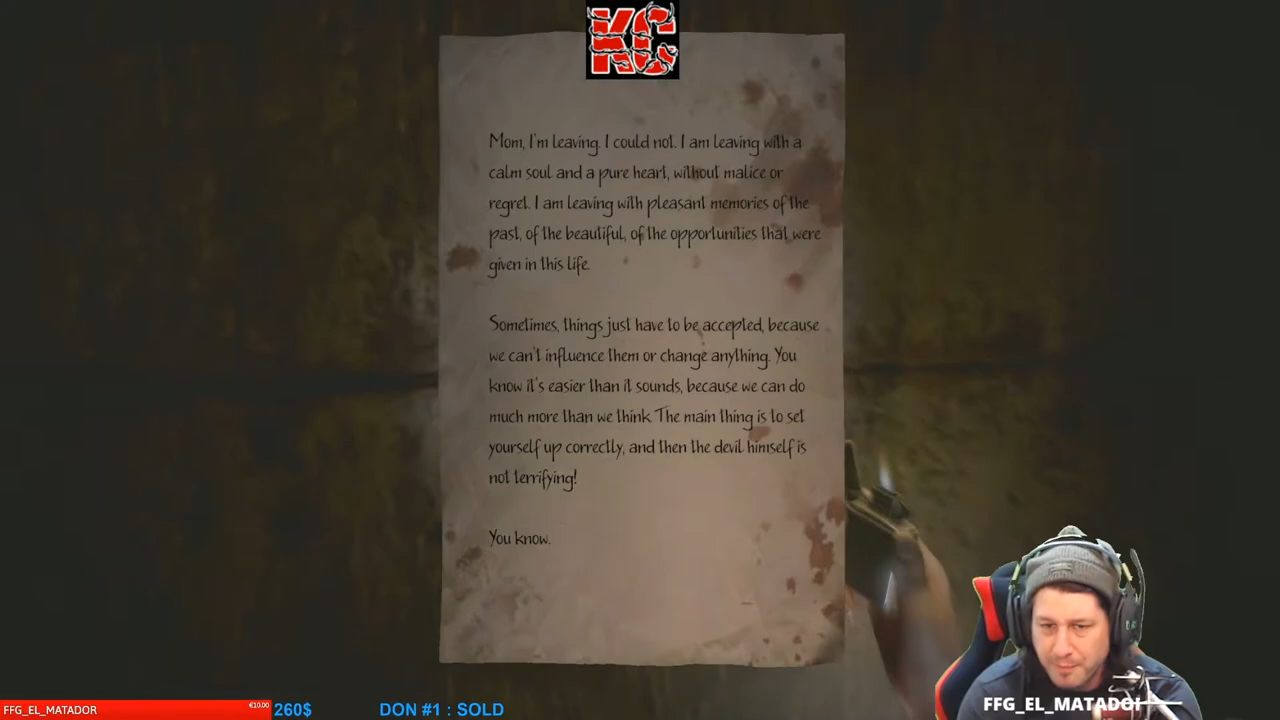 KC
Mom, I'm leaving. I could not. I am leaving with a
calm soul and a pure heart, without malice or
regret. I am leaving with pleasant memories of the
past, of the beautiful, of the opportunities that were
given in this life.
Sometimes, things just have to be accepted, because
we can't influence them or change anything. You
know it's easier than it sounds, because we can do
much more than we think. The main thing is to set
yourself up correctly, and then the devil himself is
not terrifying!
You know.
FFG_EL_MATADOR
FFG_EL_MATADOR €10.00 260$ DON #1 : SOLD